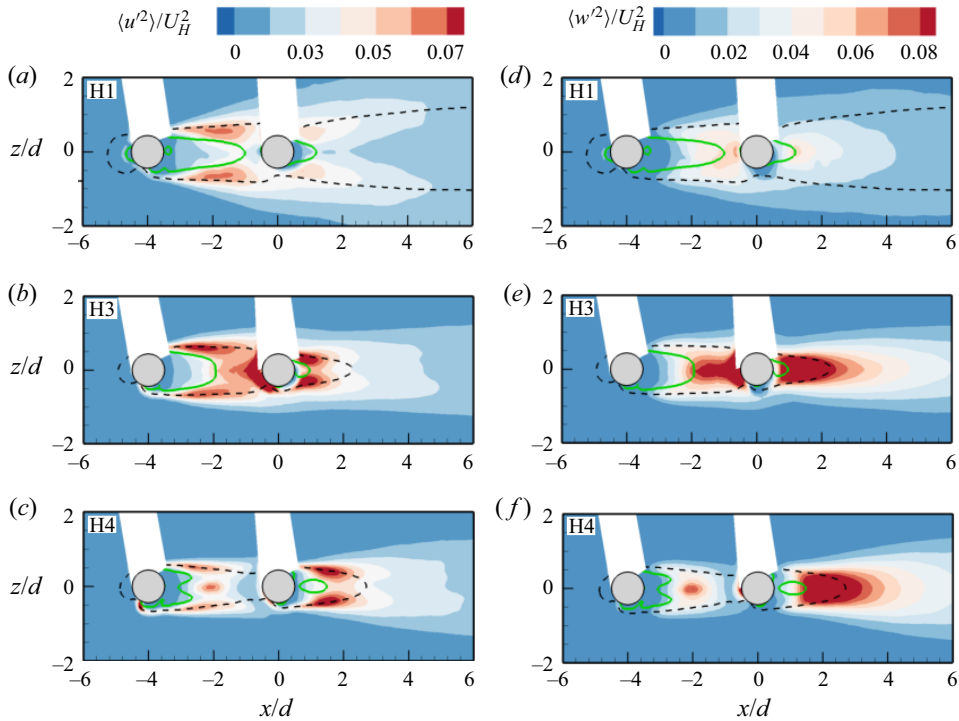 ⟨u′²⟩/U_H² 0 0.03 0.05 0.07
⟨w′²⟩/U_H² 0 0.02 0.04 0.06 0.08
(a) H1 2 0 –2 z/d –6 –4 –2 0 2 4 6
(d) H1 2 0 –2 –6 –4 –2 0 2 4 6
(b) H3 2 0 –2 z/d –6 –4 –2 0 2 4 6
(e) H3 2 0 –2 –6 –4 –2 0 2 4 6
(c) H4 2 0 –2 z/d –6 –4 –2 0 2 4 6
x/d
(f) H4 2 0 –2 –6 –4 –2 0 2 4 6
x/d